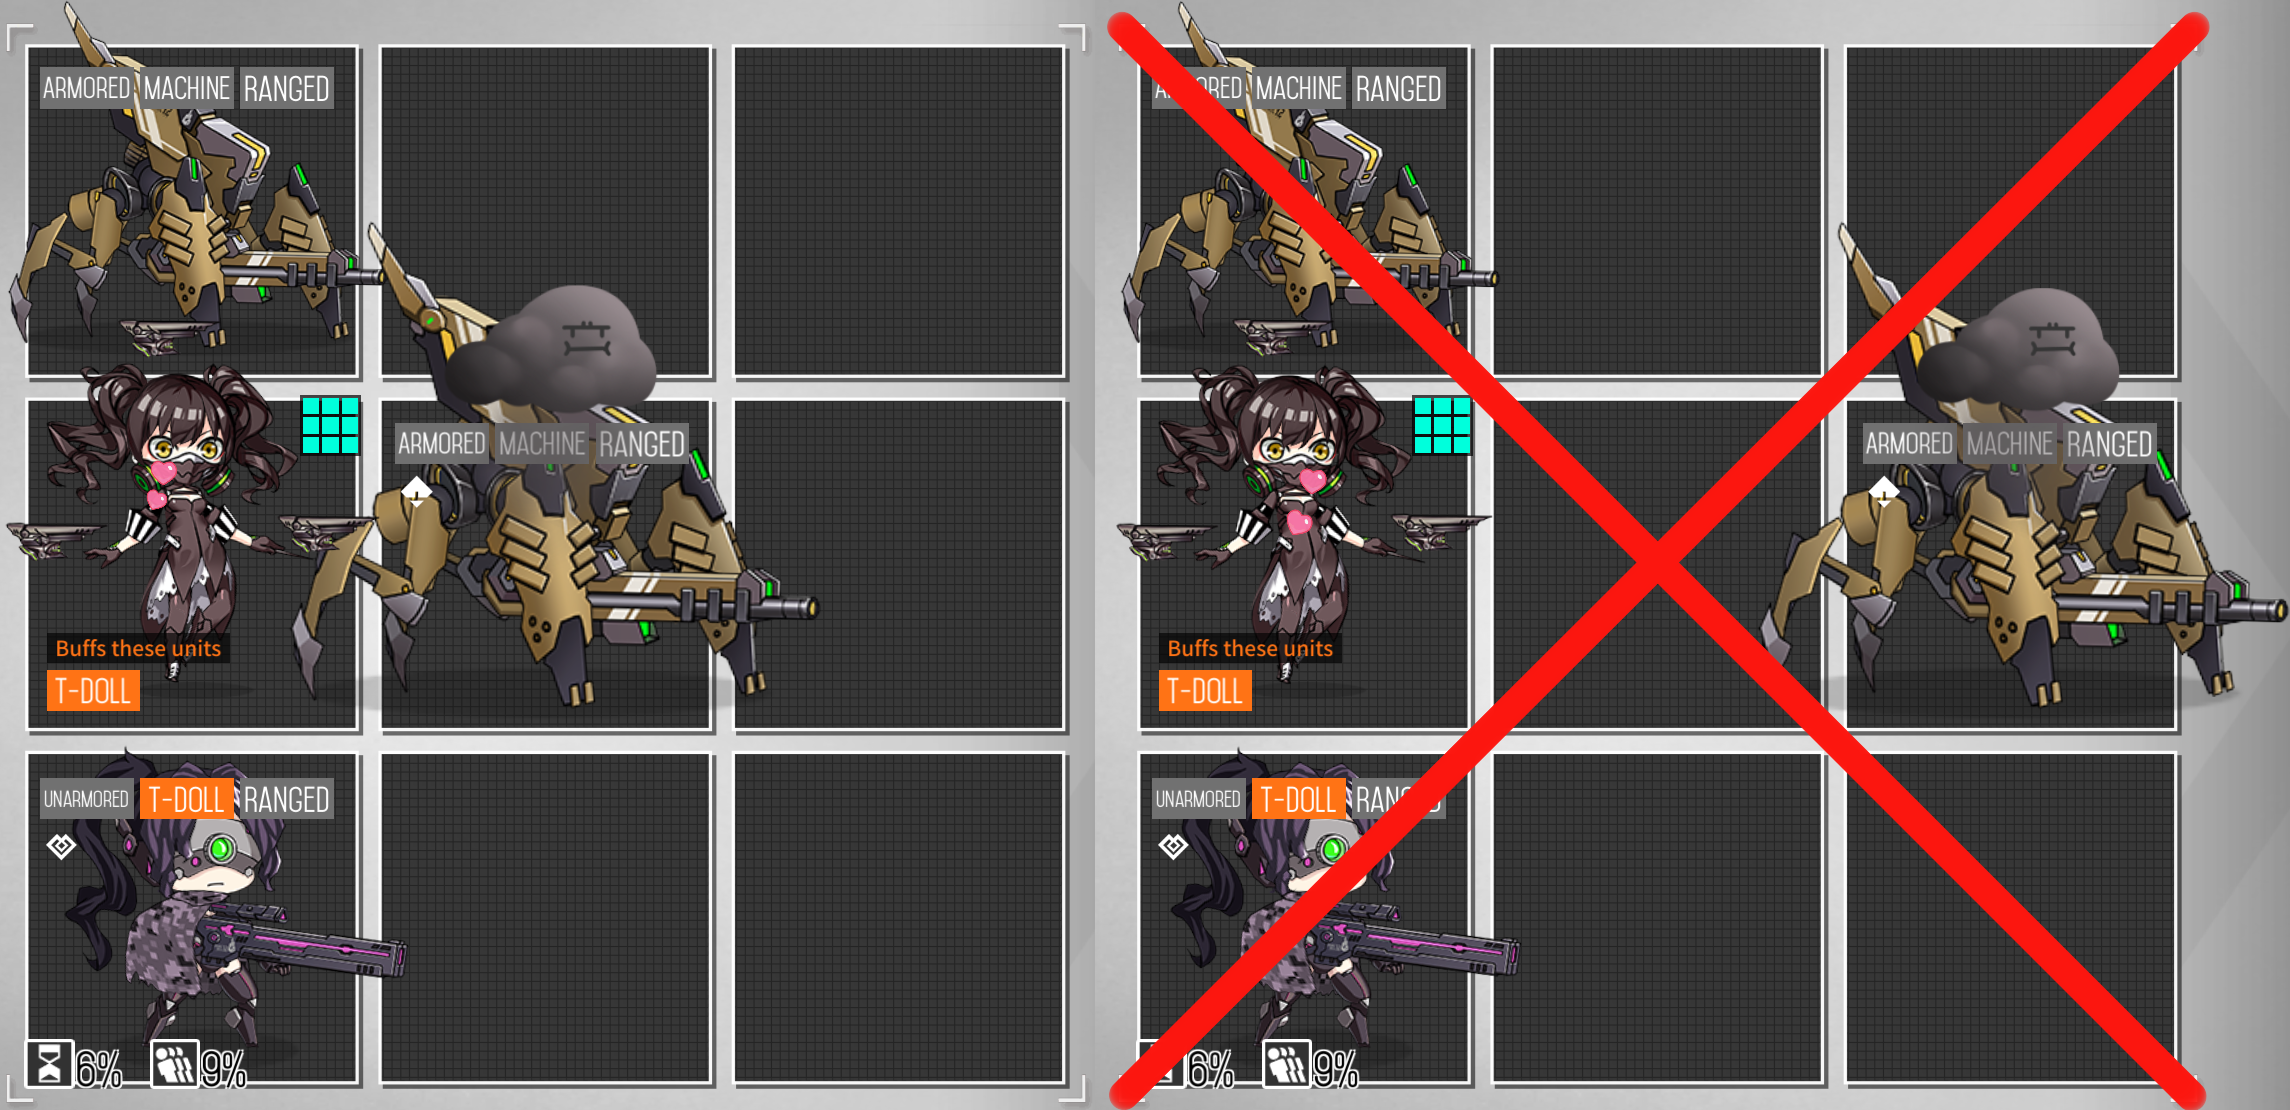 ARMORED MACHINE RANGED
ARMORED MACHINE RANGED
Buffs these units
T-DOLL
UNARMORED T-DOLL RANGED
6% 9%
MACHINE RANGED
ARMORED MACHINE RANGED
Buffs these units
T-DOLL
UNARMORED T-DOLL
6% 9%